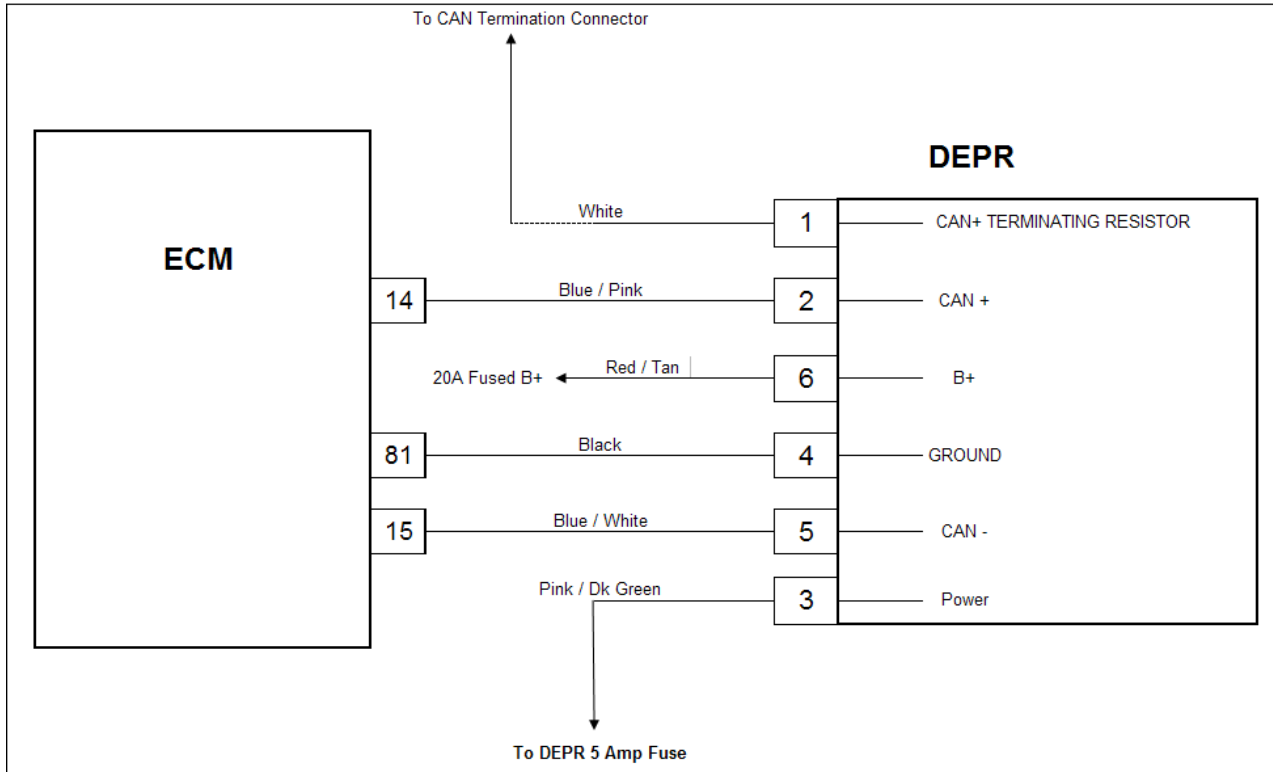 To CAN Termination Connector
DEPR
White
1
CAN+ TERMINATING RESISTOR
ECM
14
Blue / Pink
2
CAN +
20A Fused B+
Red / Tan
6
B+
81
Black
4
GROUND
15
Blue / White
5
CAN -
Pink / Dk Green
3
Power
To DEPR 5 Amp Fuse